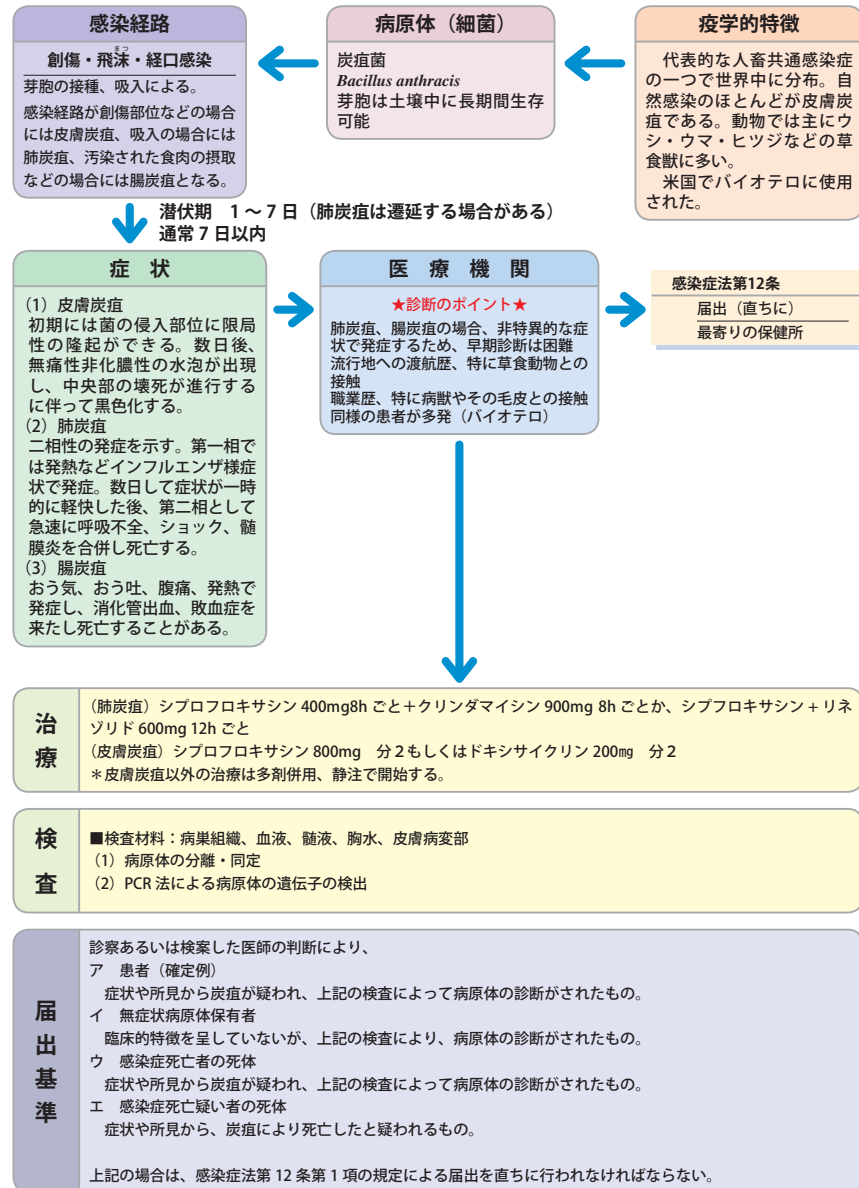 感染経路
創傷・飛沫・経口感染
まつ
芽胞の接種、吸入による。
感染経路が創傷部位などの場合
には皮膚炭疽、吸入の場合には
肺炭疽、汚染された食肉の摂取
などの場合には腸炭疽となる。
病原体（細菌）
炭疽菌
Bacillus anthracis
芽胞は土壌中に長期間生存
可能
疫学的特徴
代表的な人畜共通感染症
の一つで世界中に分布。自
然感染のほとんどが皮膚炭
疽である。動物では主にウ
シ・ウマ・ヒツジなどの草
食獣に多い。
米国でバイオテロに使用
された。
潜伏期　1～7日（肺炭疽は遷延する場合がある）
通常7日以内
症　状
（1）皮膚炭疽
初期には菌の侵入部位に限局
性の隆起ができる。数日後、
無痛性非化膿性の水泡が出現
し、中央部の壊死が進行する
に伴って黒色化する。
（2）肺炭疽
二相性の発症を示す。第一相で
は発熱などインフルエンザ様症
状で発症。数日して症状が一時
的に軽快した後、第二相として
急速に呼吸不全、ショック、髄
膜炎を合併し死亡する。
（3）腸炭疽
おう気、おう吐、腹痛、発熱で
発症し、消化管出血、敗血症を
来たし死亡することがある。
医　療　機　関
★診断のポイント★
肺炭疽、腸炭疽の場合、非特異的な症
状で発症するため、早期診断は困難
流行地への渡航歴、特に草食動物との
接触
職業歴、特に病獣やその毛皮との接触
同様の患者が多発（バイオテロ）
感染症法第12条
届出（直ちに）
最寄りの保健所
治療
（肺炭疽）シプロフロキサシン 400mg8h ごと＋クリンダマイシン 900mg 8h ごとか、シプフロキサシン + リネ
ゾリド 600mg 12h ごと
（皮膚炭疽）シプロフロキサシン 800mg　分２もしくはドキシサイクリン 200㎎　分２
＊皮膚炭疽以外の治療は多剤併用、静注で開始する。
検査
■検査材料：病巣組織、血液、髄液、胸水、皮膚病変部
（1）病原体の分離・同定
（2）PCR 法による病原体の遺伝子の検出
届出基準
診察あるいは検案した医師の判断により、
ア　患者（確定例）
症状や所見から炭疽が疑われ、上記の検査によって病原体の診断がされたもの。
イ　無症状病原体保有者
臨床的特徴を呈していないが、上記の検査により、病原体の診断がされたもの。
ウ　感染症死亡者の死体
症状や所見から炭疽が疑われ、上記の検査によって病原体の診断がされたもの。
エ　感染症死亡疑い者の死体
症状や所見から、炭疽により死亡したと疑われるもの。
上記の場合は、感染症法第 12 条第 1 項の規定による届出を直ちに行われなければならない。